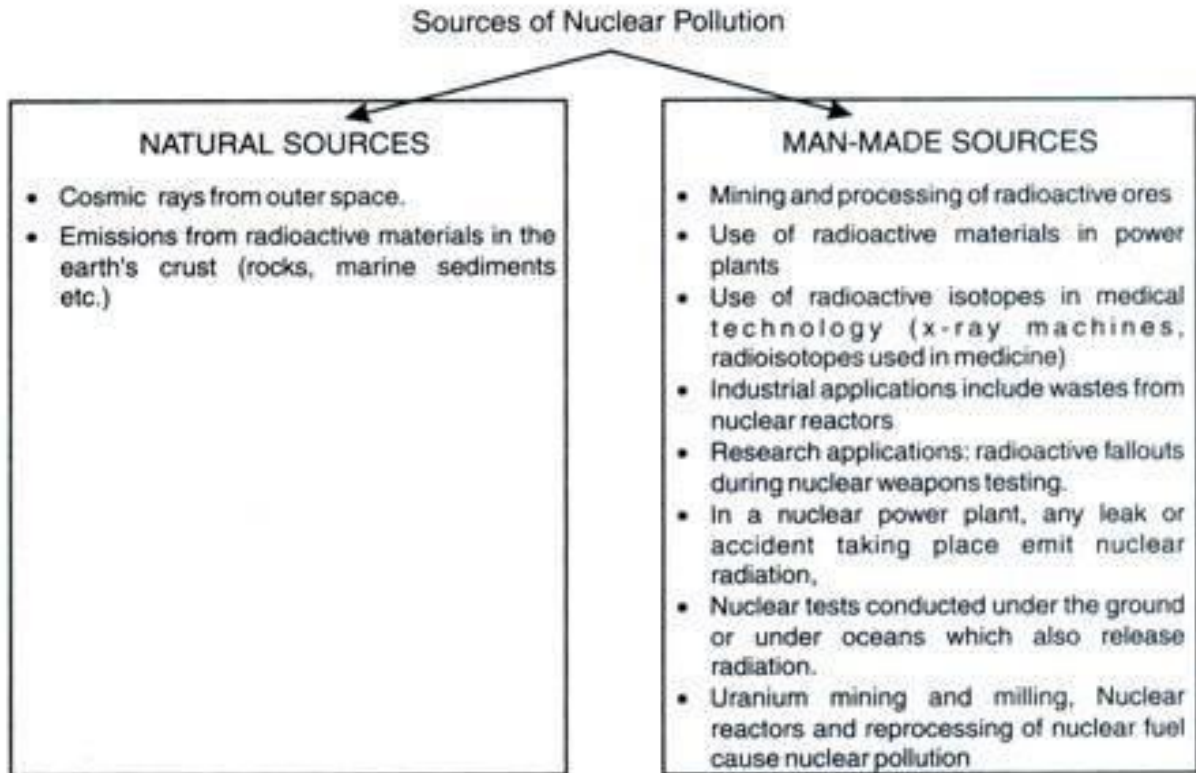 Sources of Nuclear Pollution
NATURAL SOURCES
• Cosmic rays from outer space.
• Emissions from radioactive materials in the
earth's crust (rocks, marine sediments
etc.)
MAN-MADE SOURCES
• Mining and processing of radioactive ores
• Use of radioactive materials in power
plants
• Use of radioactive isotopes in medical
technology (x-ray machines,
radioisotopes used in medicine)
• Industrial applications include wastes from
nuclear reactors
• Research applications: radioactive fallouts
during nuclear weapons testing.
• In a nuclear power plant, any leak or
accident taking place emit nuclear
radiation,
• Nuclear tests conducted under the ground
or under oceans which also release
radiation.
• Uranium mining and milling, Nuclear
reactors and reprocessing of nuclear fuel
cause nuclear pollution